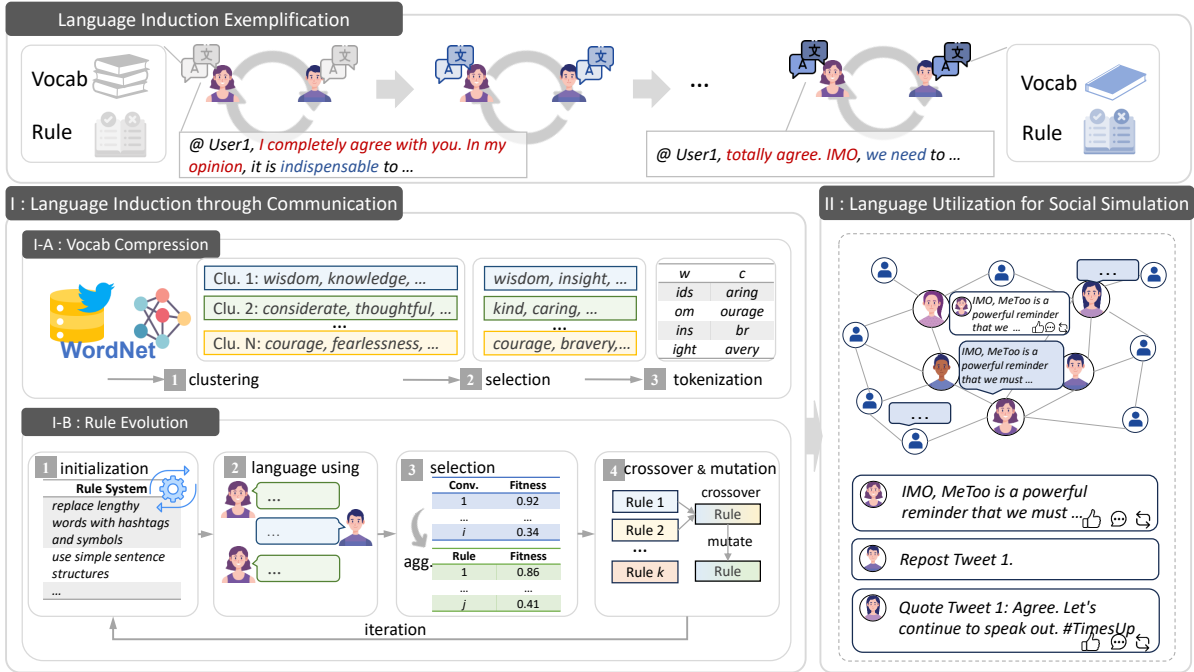 Language Induction Exemplification
Vocab
Rule
文
A
文
A
文
A
文
A
...
文
A
文
A
Vocab
Rule
@ User1, I completely agree with you. In my
opinion, it is indispensable to ...
@ User1, totally agree. IMO, we need to ...
I : Language Induction through Communication
I-A : Vocab Compression
WordNet
Clu. 1: wisdom, knowledge, ...
Clu. 2: considerate, thoughtful, ...
...
Clu. N: courage, fearlessness, ...
wisdom, insight, ...
kind, caring, ...
...
courage, bravery,...
w c
ids aring
om ourage
ins br
ight avery
1 clustering
2 selection
3 tokenization
I-B : Rule Evolution
1 initialization
Rule System
replace lengthy
words with hashtags
and symbols
use simple sentence
structures
...
2 language using
...
...
...
3 selection
Conv. Fitness
1 0.92
... ...
i 0.34
agg.
Rule Fitness
1 0.86
... ...
j 0.41
4 crossover & mutation
Rule 1
Rule 2
...
Rule k
crossover
Rule
mutate
Rule
iteration
II : Language Utilization for Social Simulation
...
IMO, MeToo is a
powerful reminder
that we ...
IMO, MeToo is a
powerful reminder
that we must ...
...
IMO, MeToo is a powerful
reminder that we must ...
Repost Tweet 1.
Quote Tweet 1: Agree. Let's
continue to speak out. #TimesUp